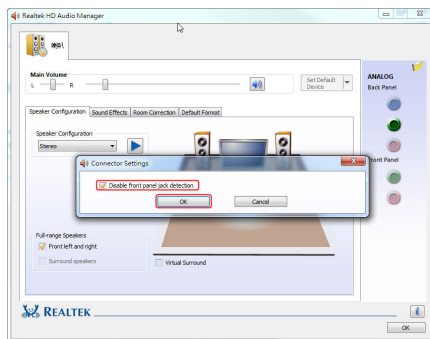 Realtek HD Audio Manager
喇叭
Main Volume
L
R
Set Default
Device
ANALOG
Back Panel
Speaker Configuration
Sound Effects
Room Correction
Default Format
Speaker Configuration
Stereo
Connector Settings
Front Panel
Disable front panel jack detection
OK
Cancel
Full-range Speakers
Front left and right
Surround speakers
Virtual Surround
REALTEK
i
OK